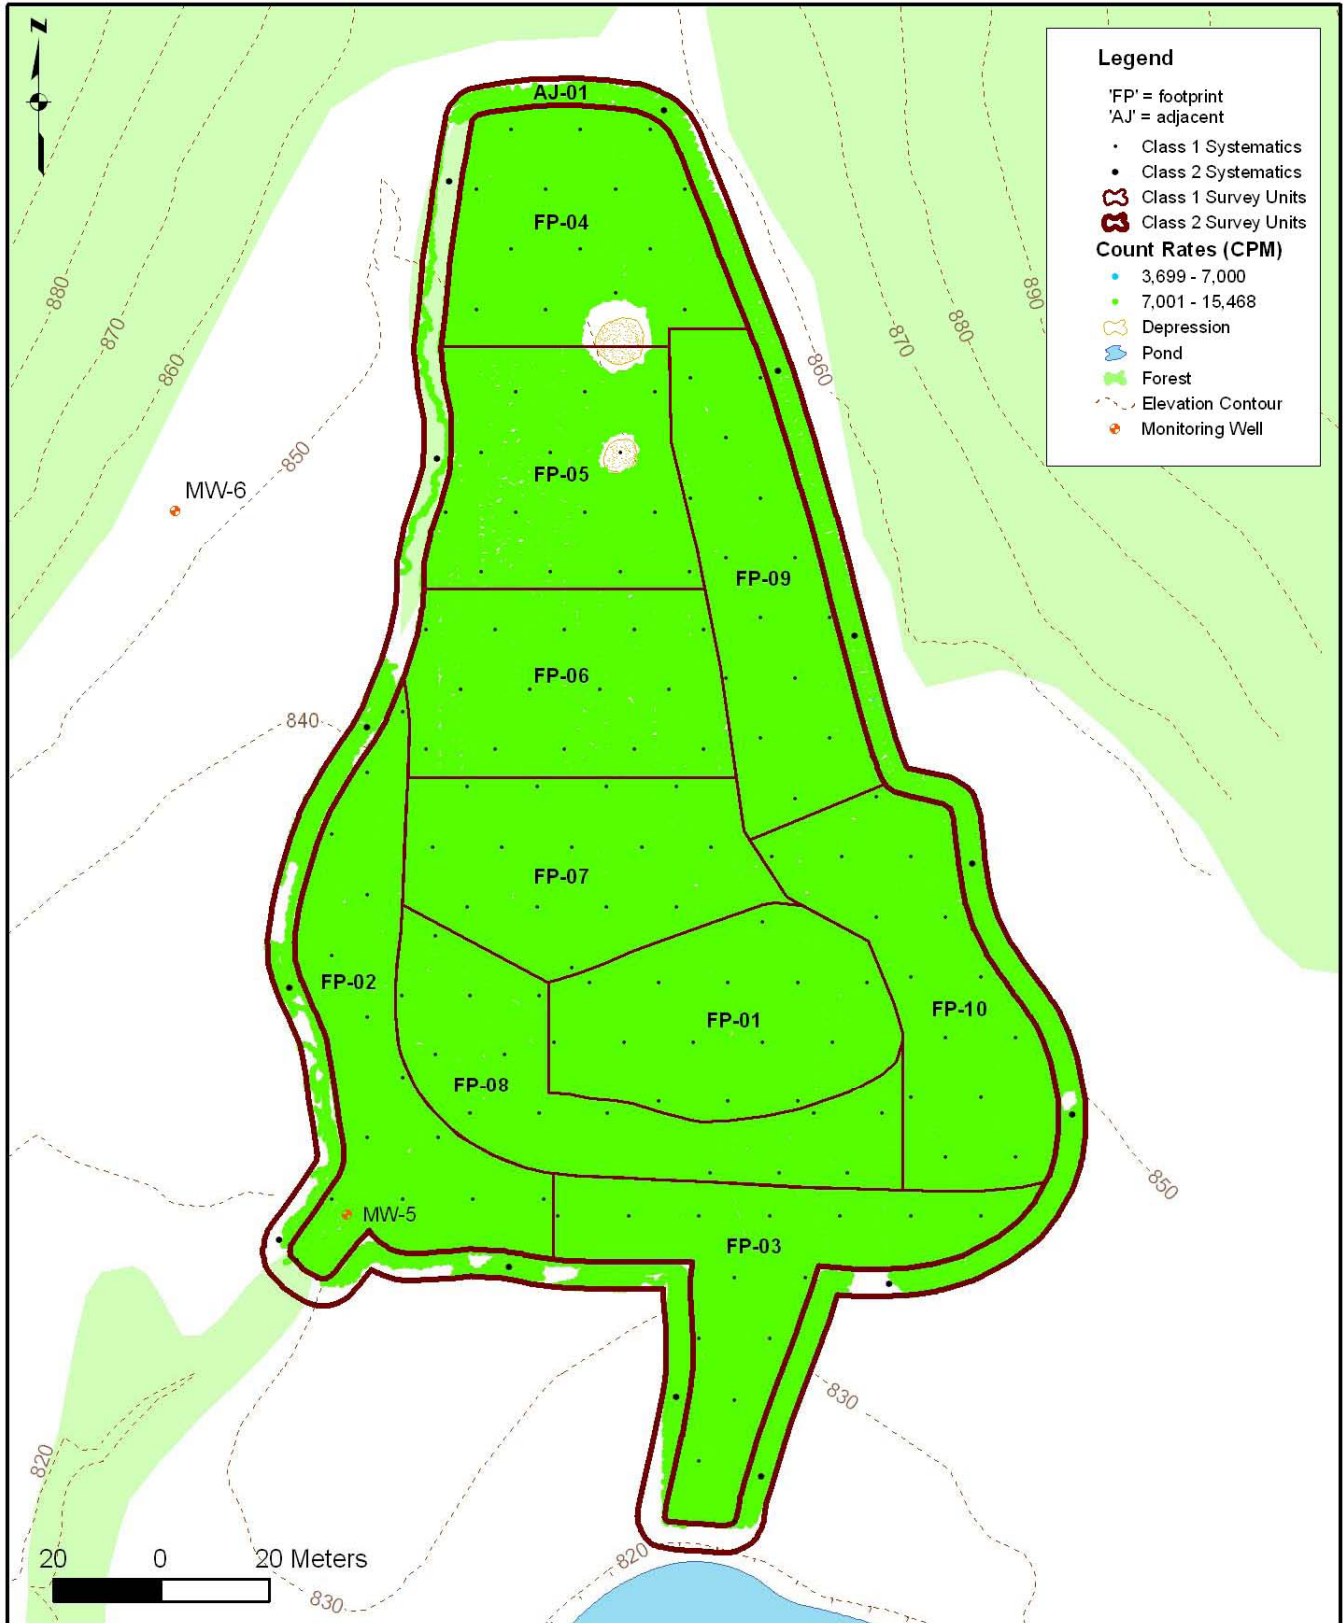 Z
Legend
'FP' = footprint
'AJ' = adjacent
Class 1 Systematics
Class 2 Systematics
Class 1 Survey Units
Class 2 Survey Units
Count Rates (CPM)
3,699 - 7,000
7,001 - 15,468
Depression
Pond
Forest
Elevation Contour
Monitoring Well
AJ-01
FP-04
880
870
860
890
880
870
860
850
MW-6
FP-05
FP-09
FP-06
840
FP-07
FP-02
FP-01
FP-10
FP-08
850
MW-5
FP-03
830
820
820
830
20 0 20 Meters